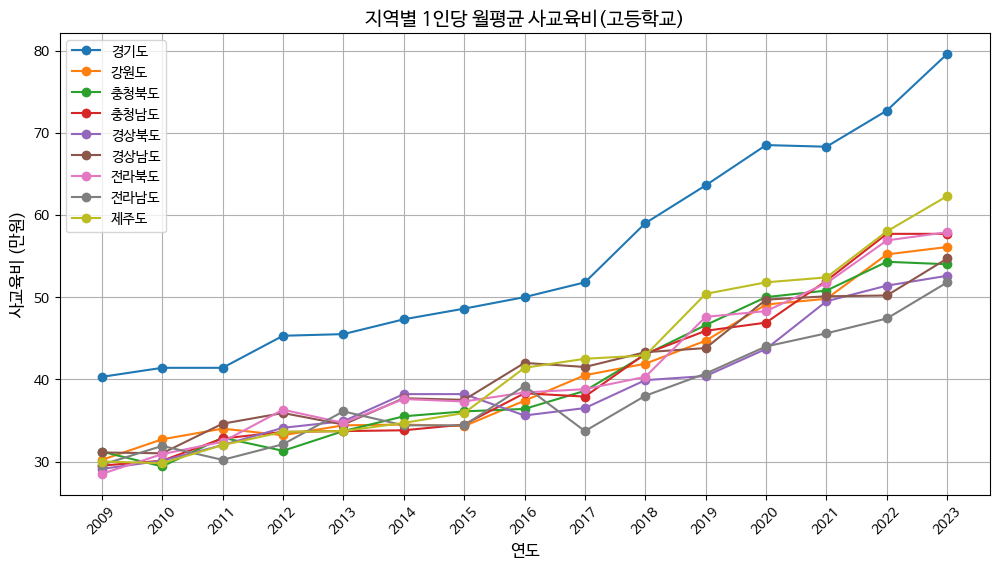 지역별 1인당 월평균 사교육비(고등학교)
80
70
60
50
40
30
사교육비 (만원)
경기도
강원도
충청북도
충청남도
경상북도
경상남도
전라북도
전라남도
제주도
2009 2010 2011 2012 2013 2014 2015 2016 2017 2018 2019 2020 2021 2022 2023
연도